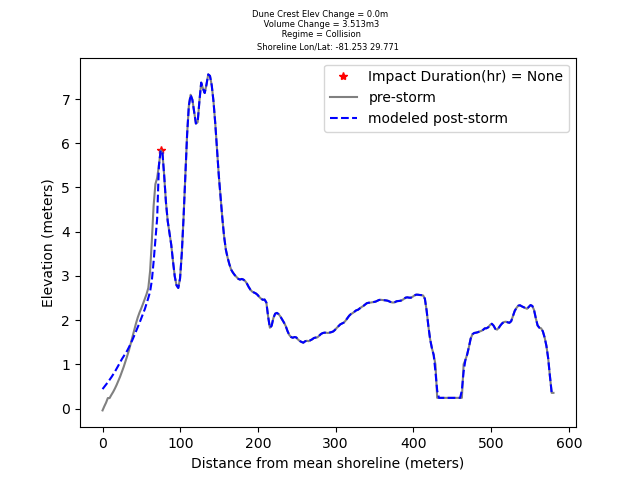 Dune Crest Elev Change = 0.0m
Volume Change = 3.513m3
Regime = Collision
Shoreline Lon/Lat: -81.253 29.771
Impact Duration(hr) = None
pre-storm
modeled post-storm
7
6
5
4
3
2
1
0
Elevation (meters)
0 100 200 300 400 500 600
Distance from mean shoreline (meters)